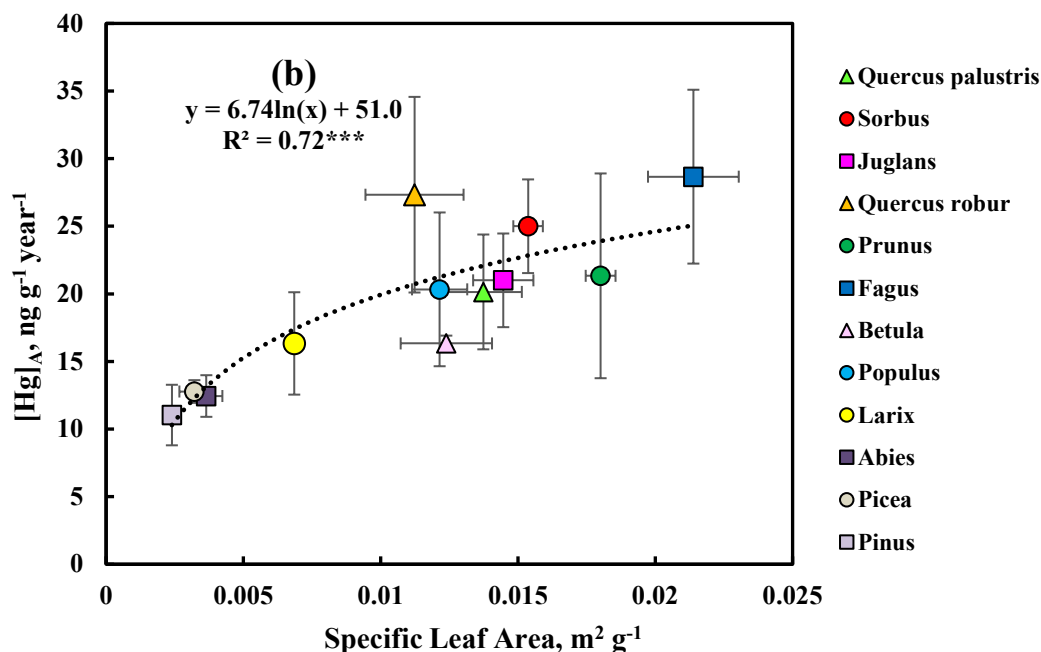 40
35
30
25
20
15
10
5
0
[Hg]A, ng g-1 year-1
(b)
y = 6.74ln(x) + 51.0
R² = 0.72***
0 0.005 0.01 0.015 0.02 0.025
Specific Leaf Area, m² g-1
Quercus palustris
Sorbus
Juglans
Quercus robur
Prunus
Fagus
Betula
Populus
Larix
Abies
Picea
Pinus